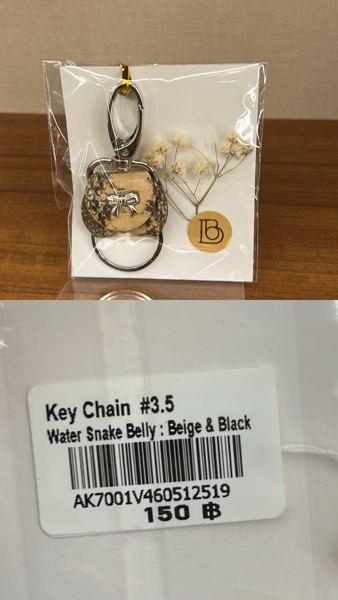 B
Key Chain #3.5
Water Snake Belly : Beige & Black
AK7001V460512519
150 ฿